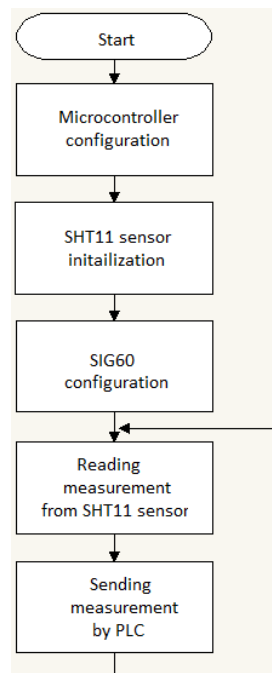 Start
Microcontroller
configuration
SHT11 sensor
initailization
SIG60
configuration
Reading
measurement
from SHT11 sensor
Sending
measurement
by PLC